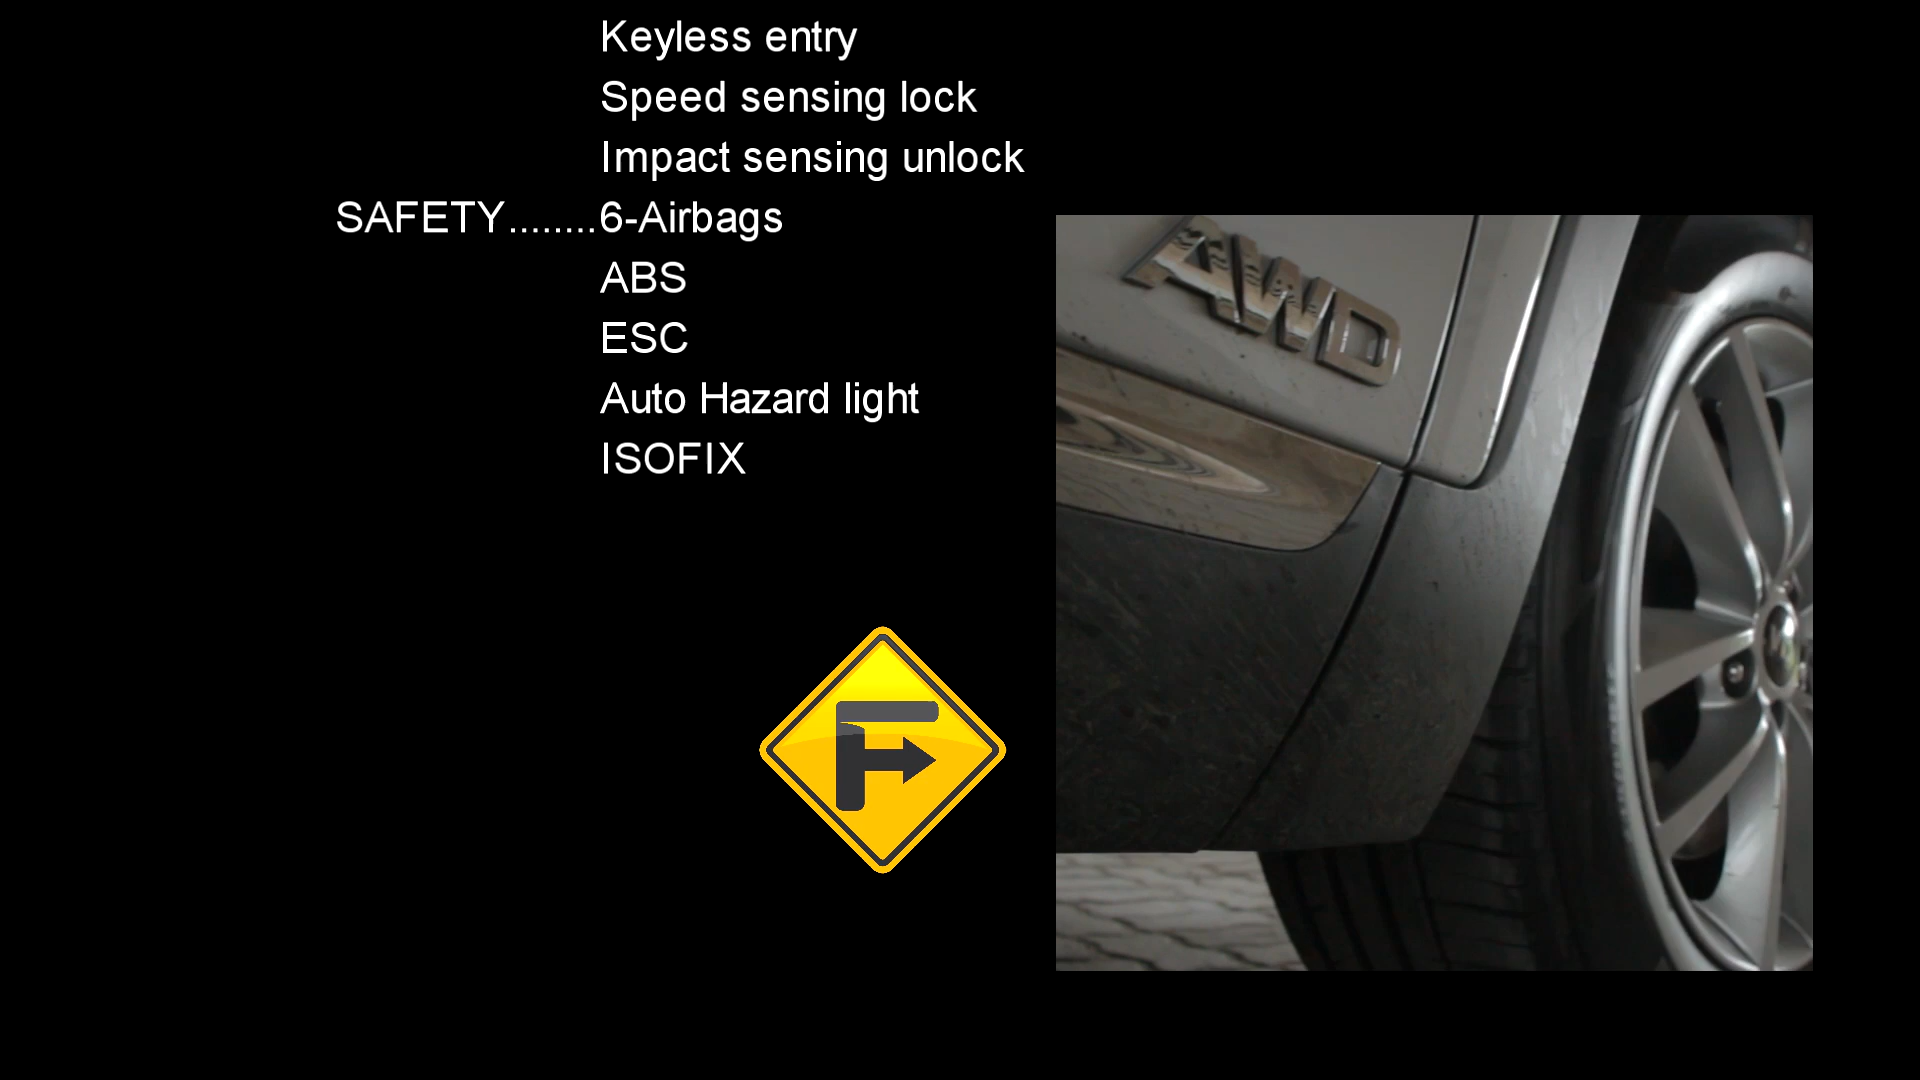 Keyless entry
Speed sensing lock
Impact sensing unlock
SAFETY........6-Airbags
ABS
ESC
Auto Hazard light
ISOFIX
AWD